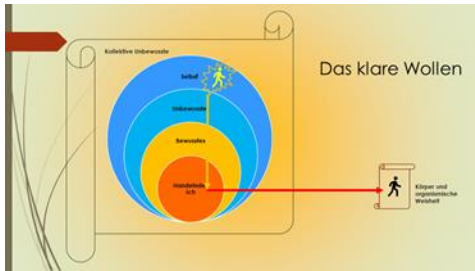 Kollektive Unbewusste
Das klare Wollen
Selbst
Unbewusste
Bewusstes
Handelnde
Ich
Körper und
organismische
Weisheit